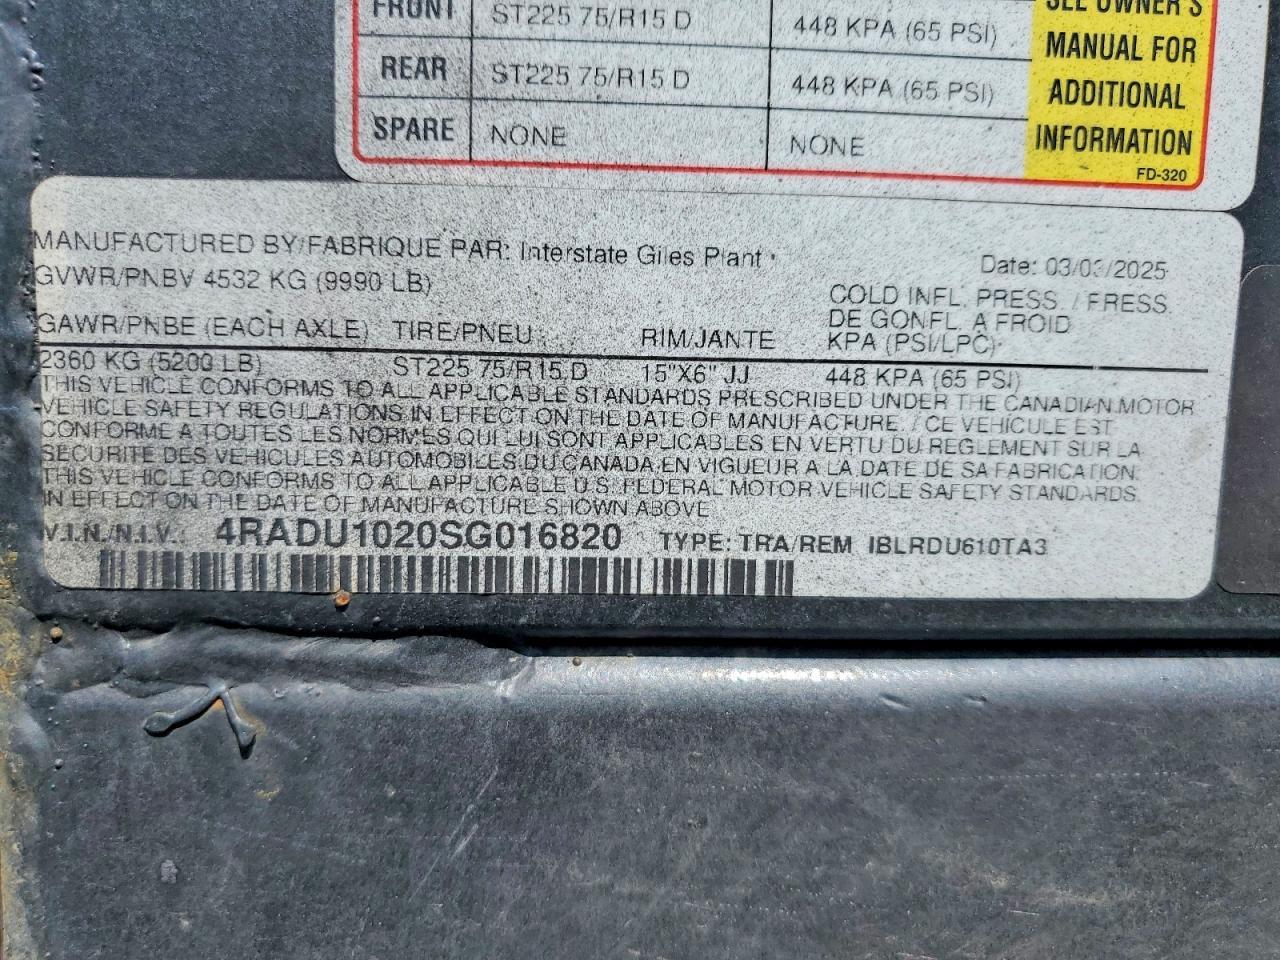 FRONT ST225 75/R15 D 448 KPA (65 PSI) SEE OWNER'S
MANUAL FOR
REAR ST225 75/R15 D 448 KPA (65 PSI) ADDITIONAL
SPARE NONE NONE INFORMATION
FD-320
MANUFACTURED BY/FABRIQUE PAR: Interstate Giles Plant
GVWR/PNBV 4532 KG (9990 LB) Date: 03/03/2025
COLD INFL. PRESS. / PRESS.
DE GONFL. A FROID
GAWR/PNBE (EACH AXLE) TIRE/PNEU RIM/JANTE KPA (PSI/LPC)
2360 KG (5200 LB) ST225 75/R15 D 15"X6" JJ 448 KPA (65 PSI)
THIS VEHICLE CONFORMS TO ALL APPLICABLE STANDARDS PRESCRIBED UNDER THE CANADIAN MOTOR
VEHICLE SAFETY REGULATIONS IN EFFECT ON THE DATE OF MANUFACTURE. / CE VEHICULE EST
CONFORME A TOUTES LES NORMES QUI LUI SONT APPLICABLES EN VERTU DU REGLEMENT SUR LA
SECURITE DES VEHICULES AUTOMOBILES DU CANADA EN VIGUEUR A LA DATE DE SA FABRICATION.
THIS VEHICLE CONFORMS TO ALL APPLICABLE U.S. FEDERAL MOTOR VEHICLE SAFETY STANDARDS.
IN EFFECT ON THE DATE OF MANUFACTURE SHOWN ABOVE
V.I.N./N.I.V.: 4RADU1020SG016820 TYPE: TRA/REM IBLRDU610TA3